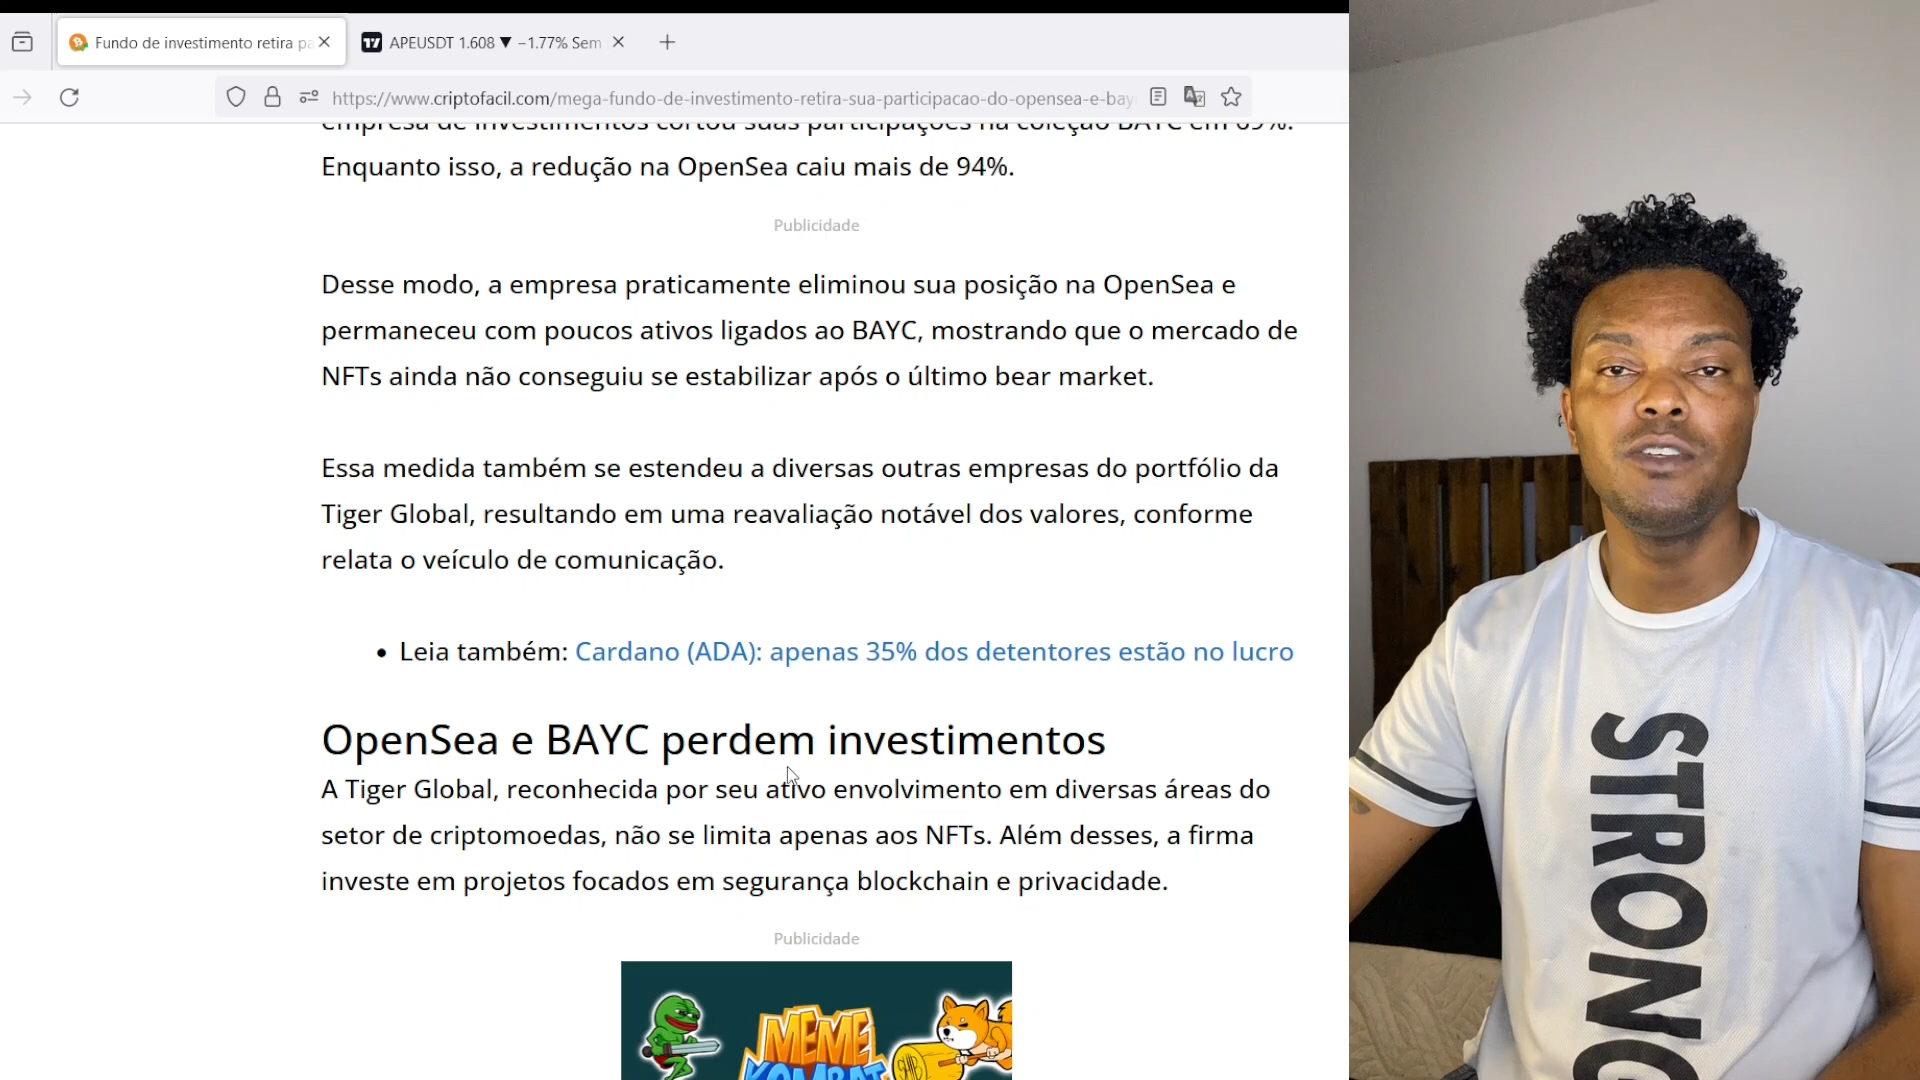 Fundo de investimento retira pa
APEUSDT 1.608 ▼ −1.77% Sem
https://www.criptofacil.com/mega-fundo-de-investimento-retira-sua-participacao-do-opensea-e-bay
empresa de investimentos cortou suas participações na coleção BAYC em 69%.
Enquanto isso, a redução na OpenSea caiu mais de 94%.
Publicidade
Desse modo, a empresa praticamente eliminou sua posição na OpenSea e
permaneceu com poucos ativos ligados ao BAYC, mostrando que o mercado de
NFTs ainda não conseguiu se estabilizar após o último bear market.
Essa medida também se estendeu a diversas outras empresas do portfólio da
Tiger Global, resultando em uma reavaliação notável dos valores, conforme
relata o veículo de comunicação.
• Leia também: Cardano (ADA): apenas 35% dos detentores estão no lucro
OpenSea e BAYC perdem investimentos
A Tiger Global, reconhecida por seu ativo envolvimento em diversas áreas do
setor de criptomoedas, não se limita apenas aos NFTs. Além desses, a firma
investe em projetos focados em segurança blockchain e privacidade.
Publicidade
MEME
KOMBAT
STRONG